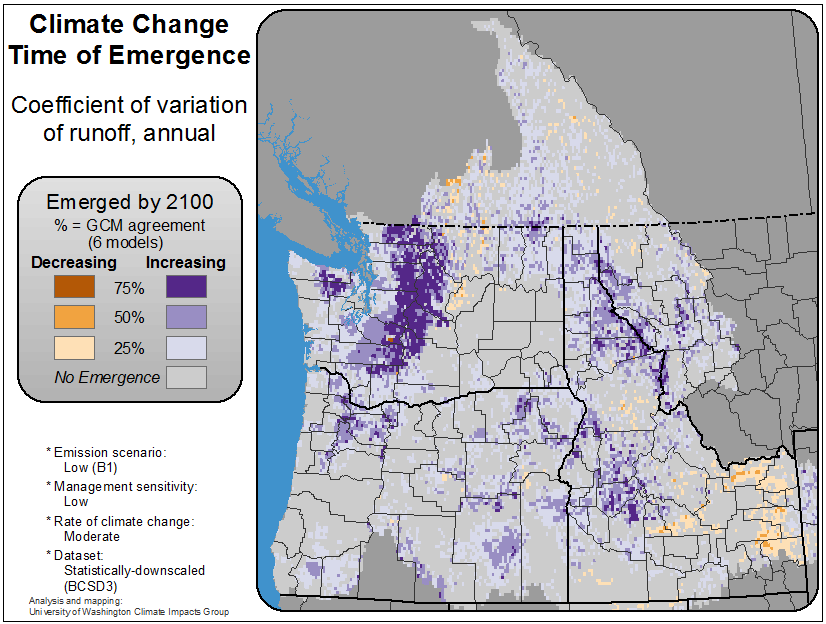 Climate Change
Time of Emergence
Coefficient of variation
of runoff, annual
Emerged by 2100
% = GCM agreement
(6 models)
Decreasing Increasing
75%
50%
25%
No Emergence
* Emission scenario:
Low (B1)
* Management sensitivity:
Low
* Rate of climate change:
Moderate
* Dataset:
Statistically-downscaled
(BCSD3)
Analysis and mapping:
University of Washington Climate Impacts Group